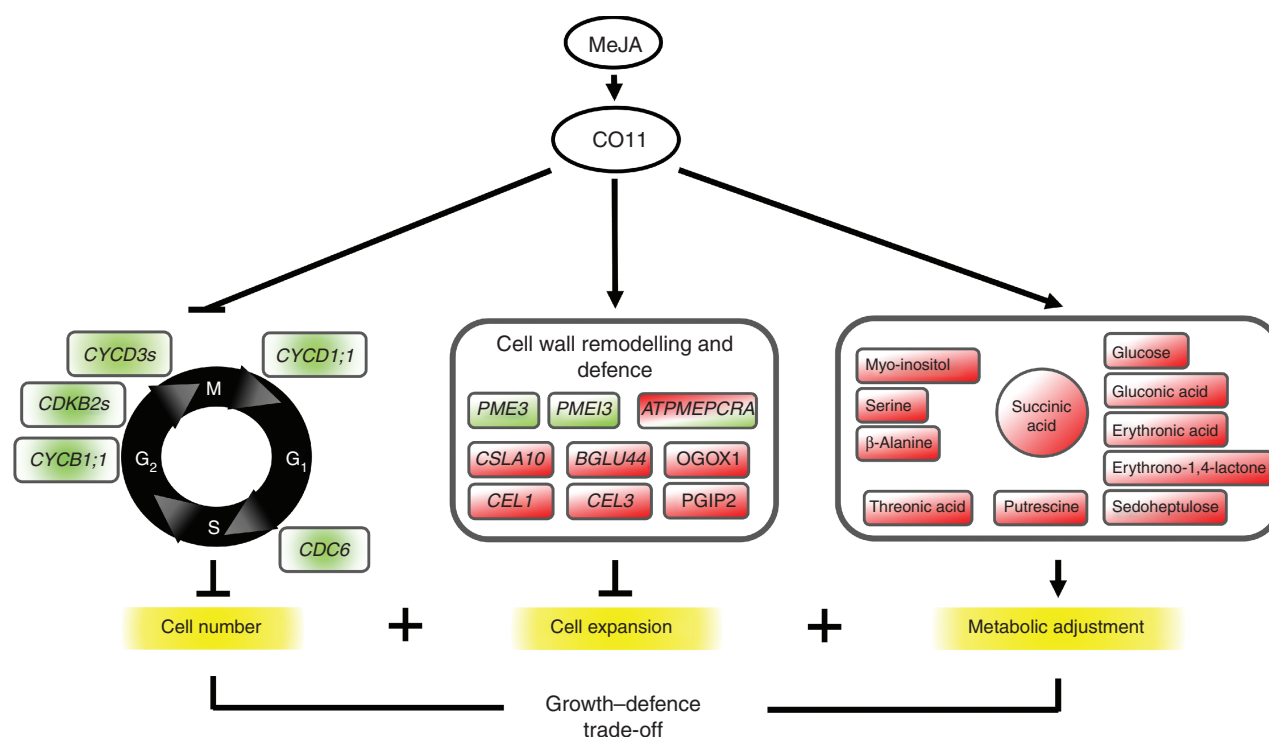 MeJA
CO11
CYCD3s
CYCD1;1
CDKB2s
CYCB1;1
CDC6
M
G1
S
G2
Cell wall remodelling and
defence
PME3 PMEI3 ATPMEPCRA
CSLA10 BGLU44 OGOX1
CEL1 CEL3 PGIP2
Myo-inositol
Serine
β-Alanine
Threonic acid
Succinic
acid
Putrescine
Glucose
Gluconic acid
Erythronic acid
Erythrono-1,4-lactone
Sedoheptulose
Cell number + Cell expansion + Metabolic adjustment
Growth–defence
trade-off